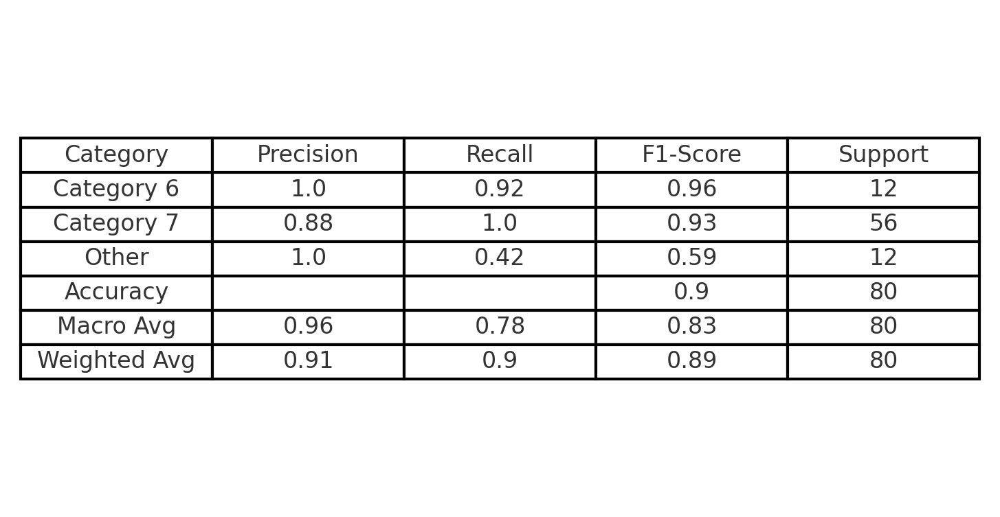 Category Precision Recall F1-Score Support
Category 6 1.0 0.92 0.96 12
Category 7 0.88 1.0 0.93 56
Other 1.0 0.42 0.59 12
Accuracy 0.9 80
Macro Avg 0.96 0.78 0.83 80
Weighted Avg 0.91 0.9 0.89 80